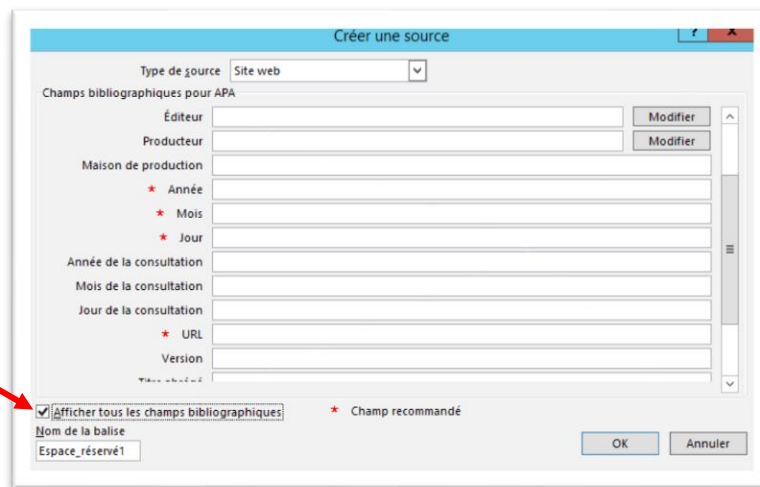 Créer une source
? X
Type de source Site web
Champs bibliographiques pour APA
Éditeur Modifier
Producteur Modifier
Maison de production
* Année
* Mois
* Jour
Année de la consultation
Mois de la consultation
Jour de la consultation
* URL
Version
Afficher tous les champs bibliographiques * Champ recommandé
Nom de la balise
Espace_réservé1 OK Annuler